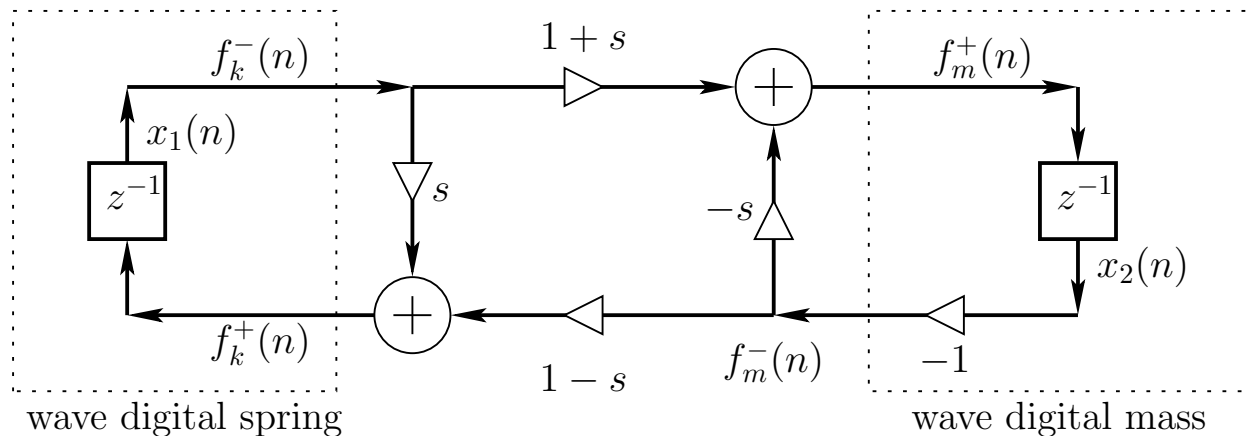 1 + s
f_k^-(n)
f_m^+(n)
x_1(n)
z^{-1}
s
-s
z^{-1}
x_2(n)
f_k^+(n)
1 - s
f_m^-(n)
-1
wave digital spring
wave digital mass